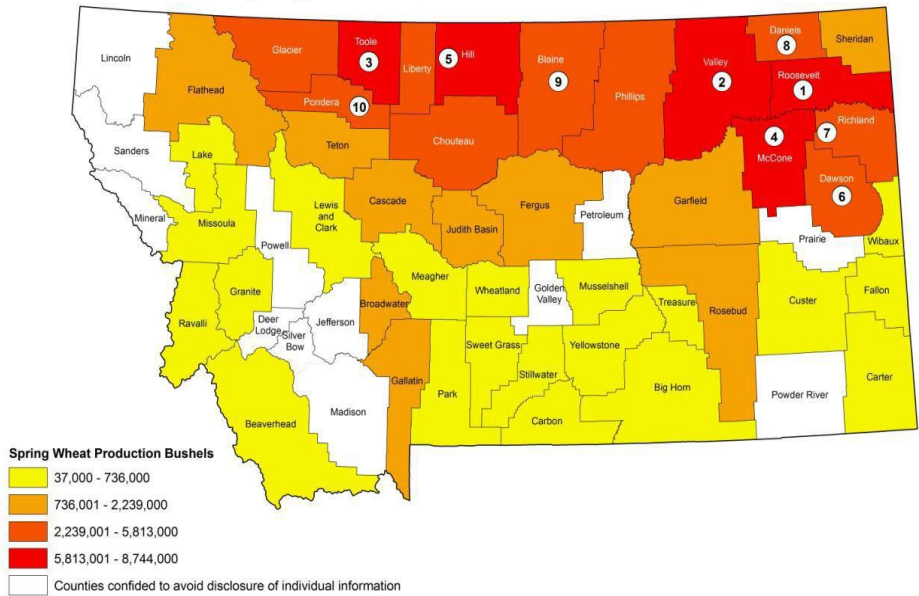 Lincoln
Flathead
Glacier
Toole
3
Liberty
5
Hill
Blaine
9
Phillips
Valley
2
Daniels
8
Sheridan
Roosevelt
1
Pondera
10
Chouteau
Teton
4
McCone
7
Richland
Dawson
6
Sanders
Lake
Mineral
Missoula
Powell
Lewis
and
Clark
Cascade
Judith Basin
Fergus
Petroleum
Garfield
Prairie
Wibaux
Ravalli
Granite
Deer
Lodge
Silver
Bow
Jefferson
Broadwater
Meagher
Wheatland
Golden
Valley
Musselshell
Treasure
Rosebud
Custer
Fallon
Beaverhead
Madison
Gallatin
Park
Sweet Grass
Stillwater
Yellowstone
Carbon
Big Horn
Powder River
Carter
Spring Wheat Production Bushels
37,000 - 736,000
736,001 - 2,239,000
2,239,001 - 5,813,000
5,813,001 - 8,744,000
Counties confided to avoid disclosure of individual information